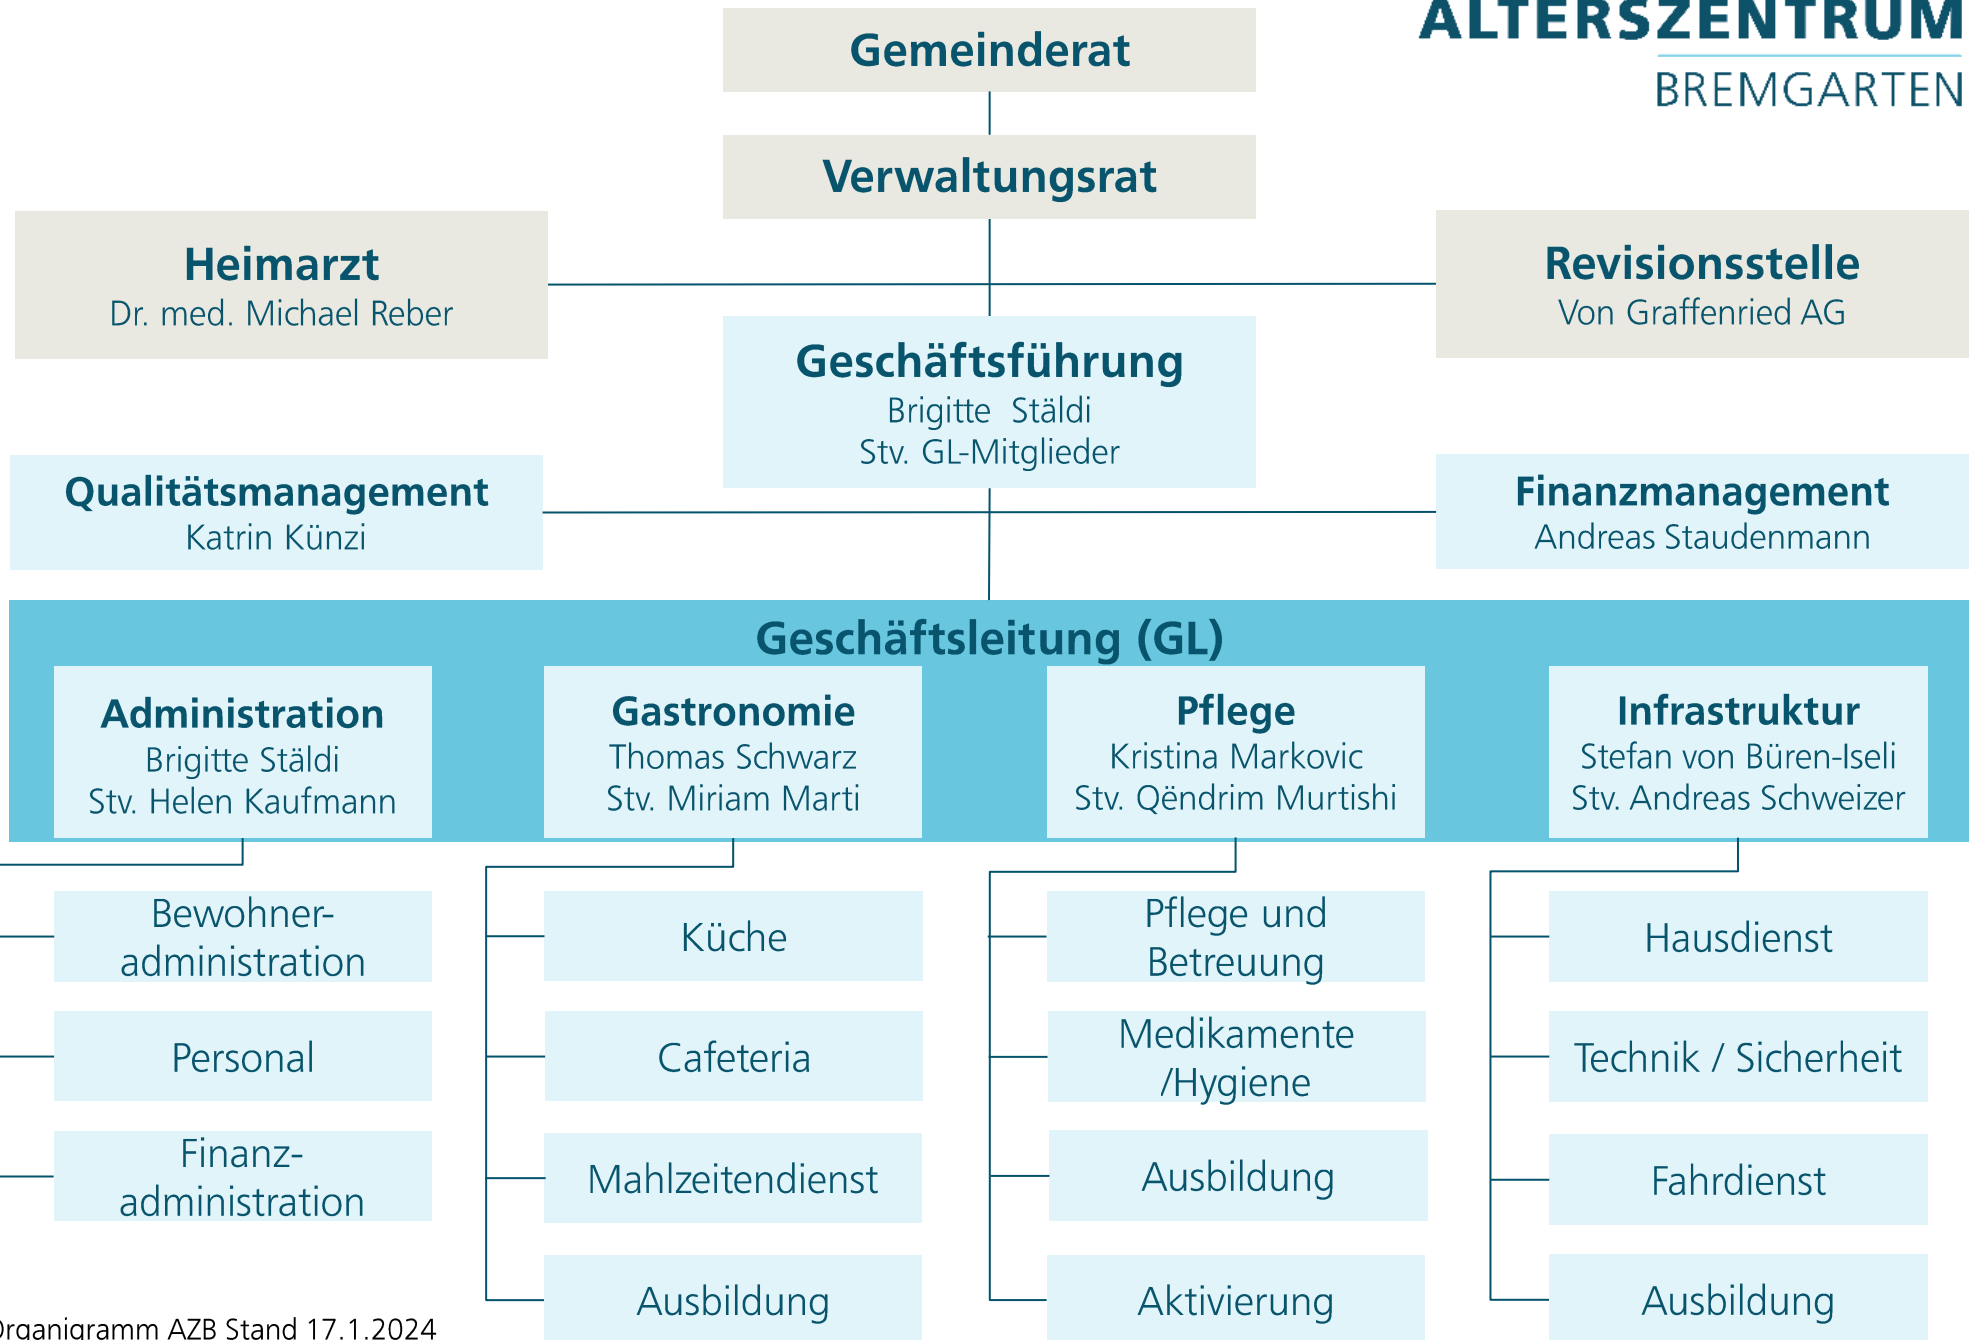 ALTERSZENTRUM
BREMGARTEN
Gemeinderat
Verwaltungsrat
Heimarzt
Dr. med. Michael Reber
Revisionsstelle
Von Graffenried AG
Geschäftsführung
Brigitte Stäldi
Stv. GL-Mitglieder
Qualitätsmanagement
Katrin Künzi
Finanzmanagement
Andreas Staudenmann
Geschäftsleitung (GL)
Administration
Brigitte Stäldi
Stv. Helen Kaufmann
Gastronomie
Thomas Schwarz
Stv. Miriam Marti
Pflege
Kristina Markovic
Stv. Qëndrim Murtishi
Infrastruktur
Stefan von Büren-Iseli
Stv. Andreas Schweizer
Bewohner-
administration
Personal
Finanz-
administration
Küche
Cafeteria
Mahlzeitendienst
Ausbildung
Pflege und
Betreuung
Medikamente
/Hygiene
Ausbildung
Aktivierung
Hausdienst
Technik / Sicherheit
Fahrdienst
Ausbildung
Organigramm AZB Stand 17.1.2024